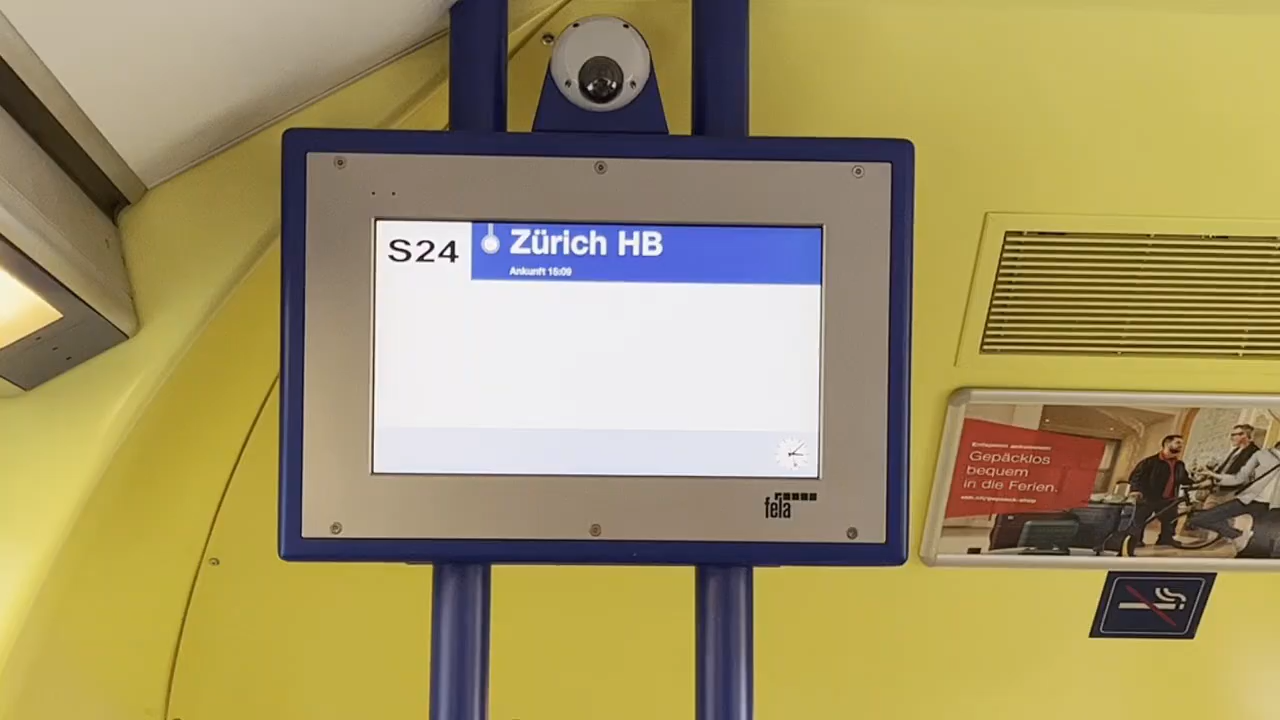 S24
Zürich HB
Ankunft 15:09
fela
Gepäcklos
bequem
in die Ferien.